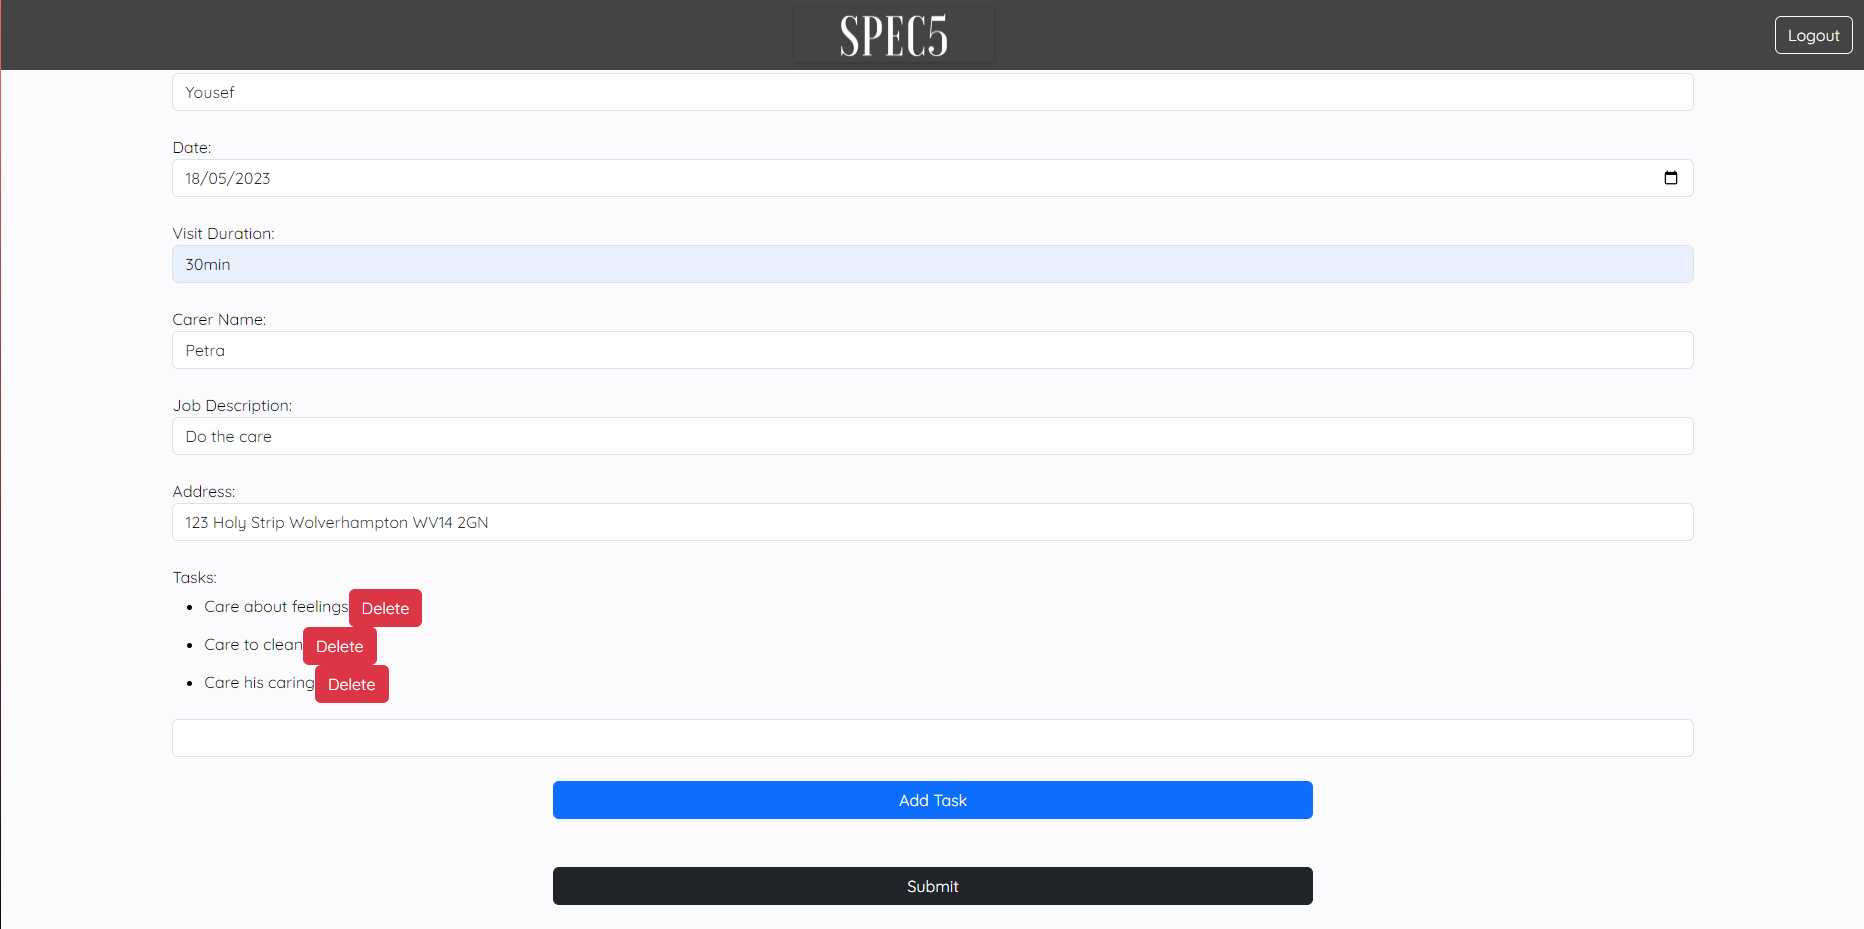 SPEC5
Logout
Yousef
Date:
18/05/2023
Visit Duration:
30min
Carer Name:
Petra
Job Description:
Do the care
Address:
123 Holy Strip Wolverhampton WV14 2GN
Tasks:
Care about feelings Delete
Care to clean Delete
Care his caring Delete
Add Task
Submit